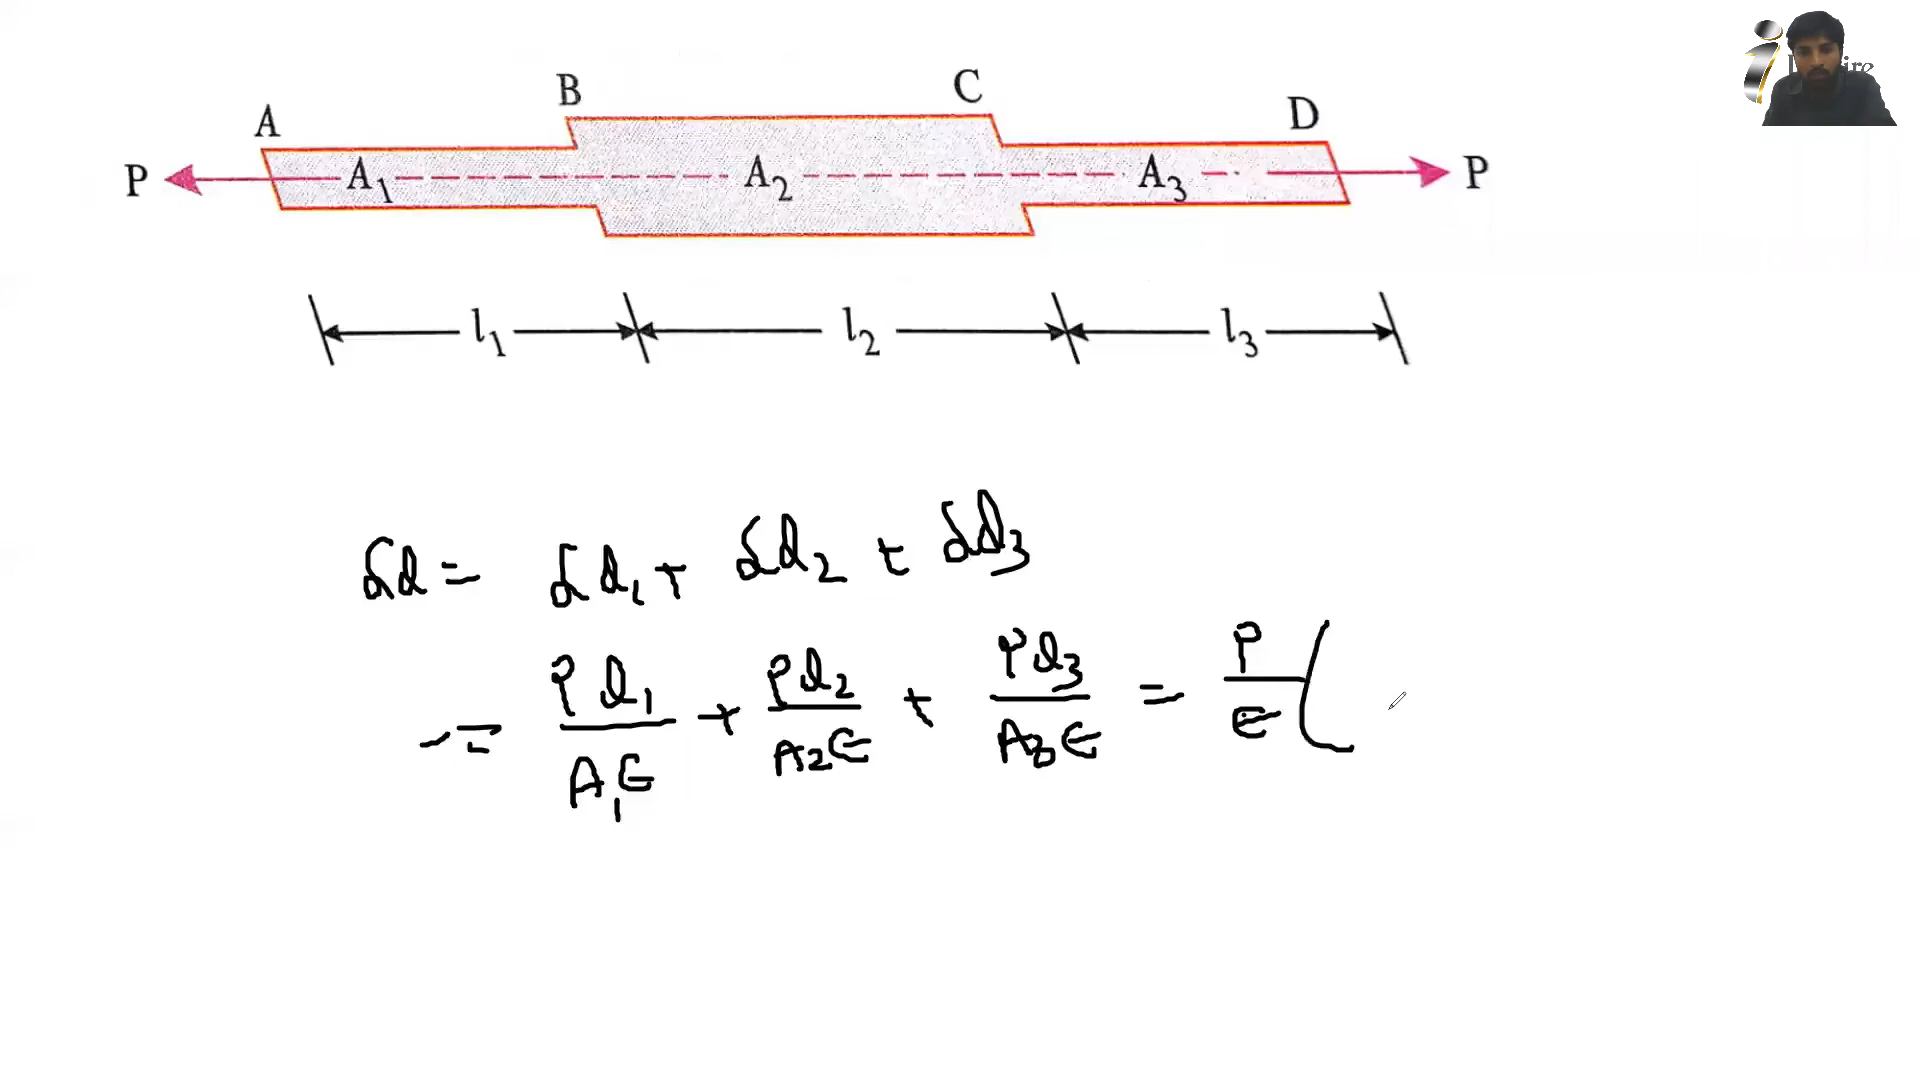 B C
A D
P A₁ A₂ A₃ P
l₁ l₂ l₃
δl = δl₁ + δl₂ + δl₃
= Pl₁/A₁E + Pl₂/A₂E + Pl₃/A₃E = P/E (